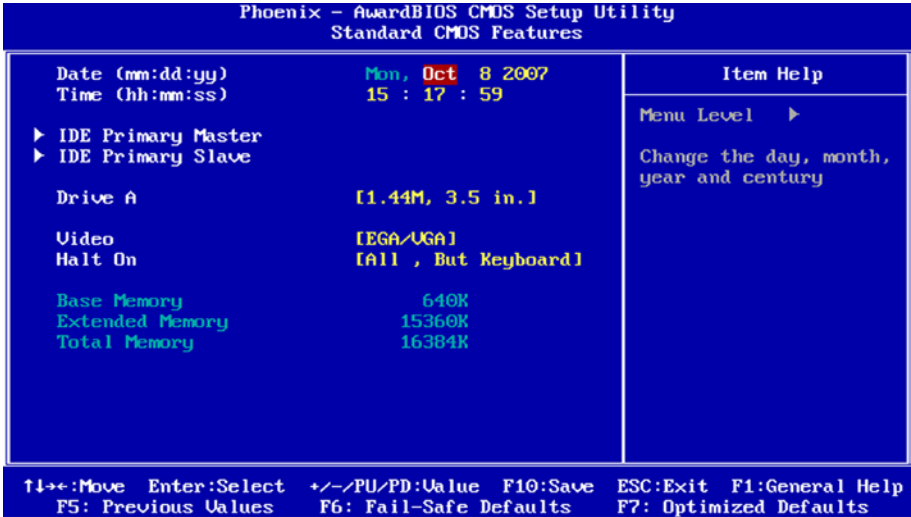 Phoenix - AwardBIOS CMOS Setup Utility
Standard CMOS Features
Date (mm:dd:yy) Mon, Oct 8 2007
Time (hh:mm:ss) 15 : 17 : 59
IDE Primary Master
IDE Primary Slave
Drive A [1.44M, 3.5 in.]
Video [EGA/VGA]
Halt On [All , But Keyboard]
Base Memory 640K
Extended Memory 15360K
Total Memory 16384K
Item Help
Menu Level ▶
Change the day, month,
year and century
↑↓→←:Move Enter:Select +/-/PU/PD:Value F10:Save ESC:Exit F1:General Help
F5: Previous Values F6: Fail-Safe Defaults F7: Optimized Defaults